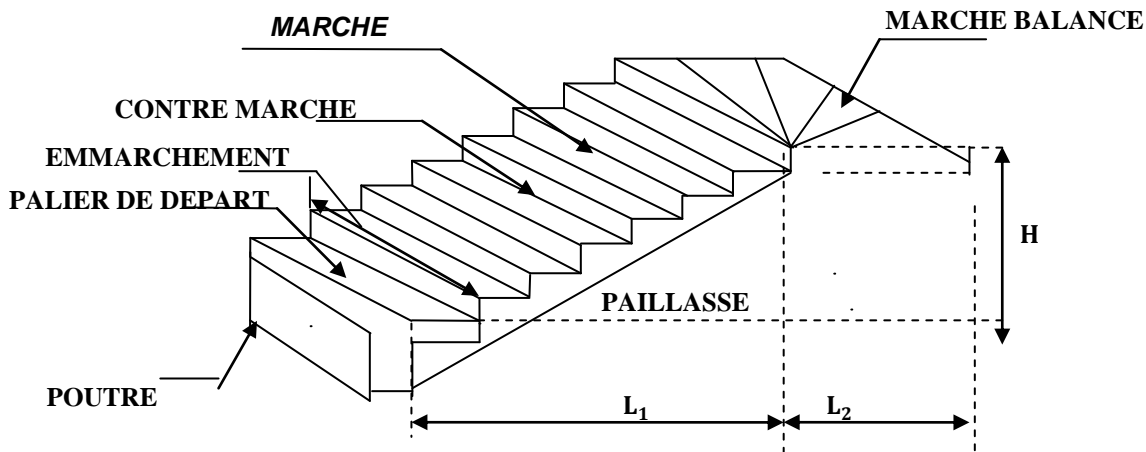 MARCHE BALANCE
MARCHE
CONTRE MARCHE
EMMARCHEMENT
PALIER DE DEPART
H
PAILLASSE
POUTRE
L₁
L₂